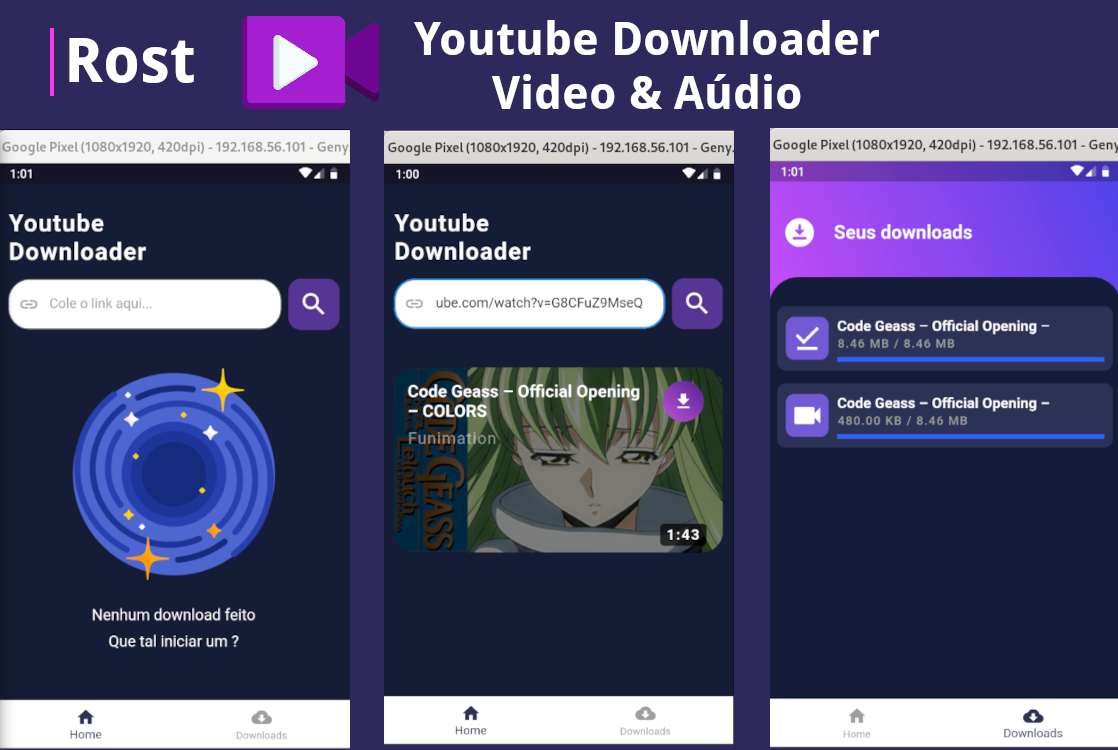 Rost
Youtube Downloader
Video & Aúdio
Google Pixel (1080x1920, 420dpi) - 192.168.56.101 - Geny.
1:01
Youtube
Downloader
Cole o link aqui...
Nenhum download feito
Que tal iniciar um ?
Home
Downloads
Google Pixel (1080x1920, 420dpi) - 192.168.56.101 - Geny.
1:00
Youtube
Downloader
ube.com/watch?v=G8CFuZ9MseQ
Code Geass – Official Opening
– COLORS
Funimation
CODE GEASS
Lelouch
1:43
Home
Downloads
Google Pixel (1080x1920, 420dpi) - 192.168.56.101 - Geny
1:01
Seus downloads
Code Geass – Official Opening –
8.46 MB / 8.46 MB
Code Geass – Official Opening –
480.00 KB / 8.46 MB
Home
Downloads